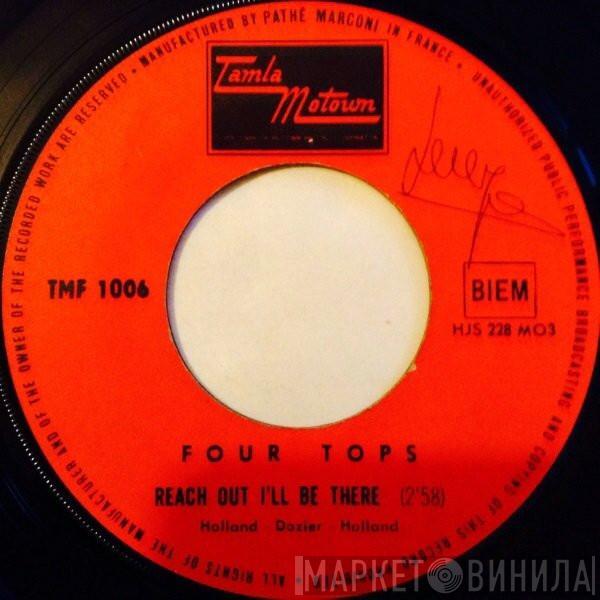 MANUFACTURED BY PATHÉ MARCONI IN FRANCE • UNAUTHORIZED PUBLIC PERFORMANCE BROADCASTING AND COPYING OF THIS RECORD
ALL RIGHTS OF THE MANUFACTURER AND OF THE OWNER OF THE RECORDED WORK ARE RESERVED •
Tamla
Motown
TMF 1006
BIEM
HJS 228 MO3
FOUR TOPS
REACH OUT I'LL BE THERE (2'58)
Holland - Dozier - Holland
МАРКЕТ ВИНИЛА